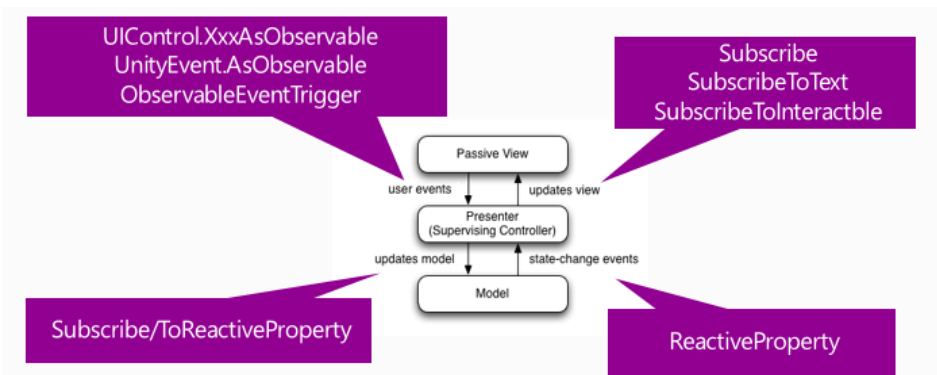 UIControl.XxxAsObservable
UnityEvent.AsObservable
ObservableEventTrigger
Subscribe
SubscribeToText
SubscribeToInteractble
Passive View
user events
updates view
Presenter
(Supervising Controller)
updates model
state-change events
Model
Subscribe/ToReactiveProperty
ReactiveProperty